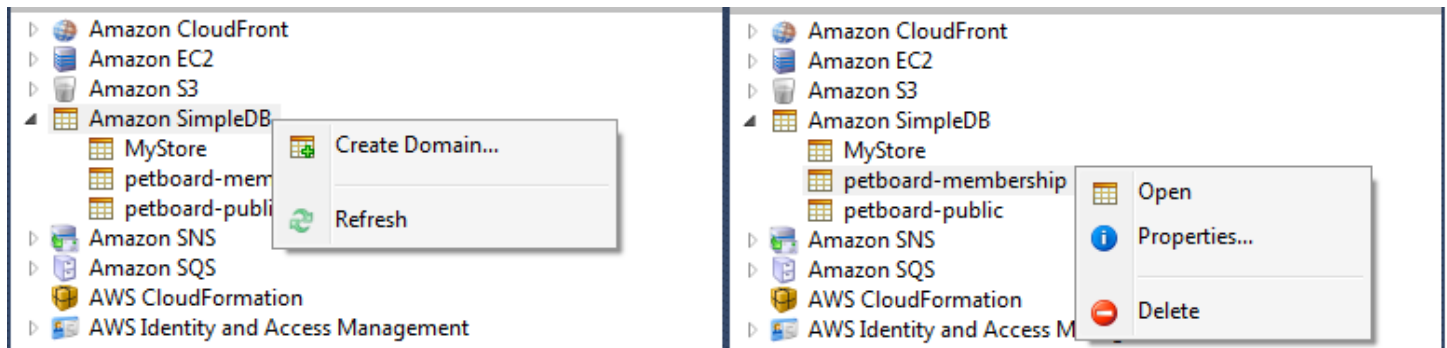 Amazon CloudFront
Amazon EC2
Amazon S3
Amazon SimpleDB
MyStore
petboard-mem
petboard-publi
Amazon SNS
Amazon SQS
AWS CloudFormation
AWS Identity and Access Management
Create Domain...
Refresh
Amazon CloudFront
Amazon EC2
Amazon S3
Amazon SimpleDB
MyStore
petboard-membership
petboard-public
Amazon SNS
Amazon SQS
AWS CloudFormation
AWS Identity and Access M
Open
Properties...
Delete